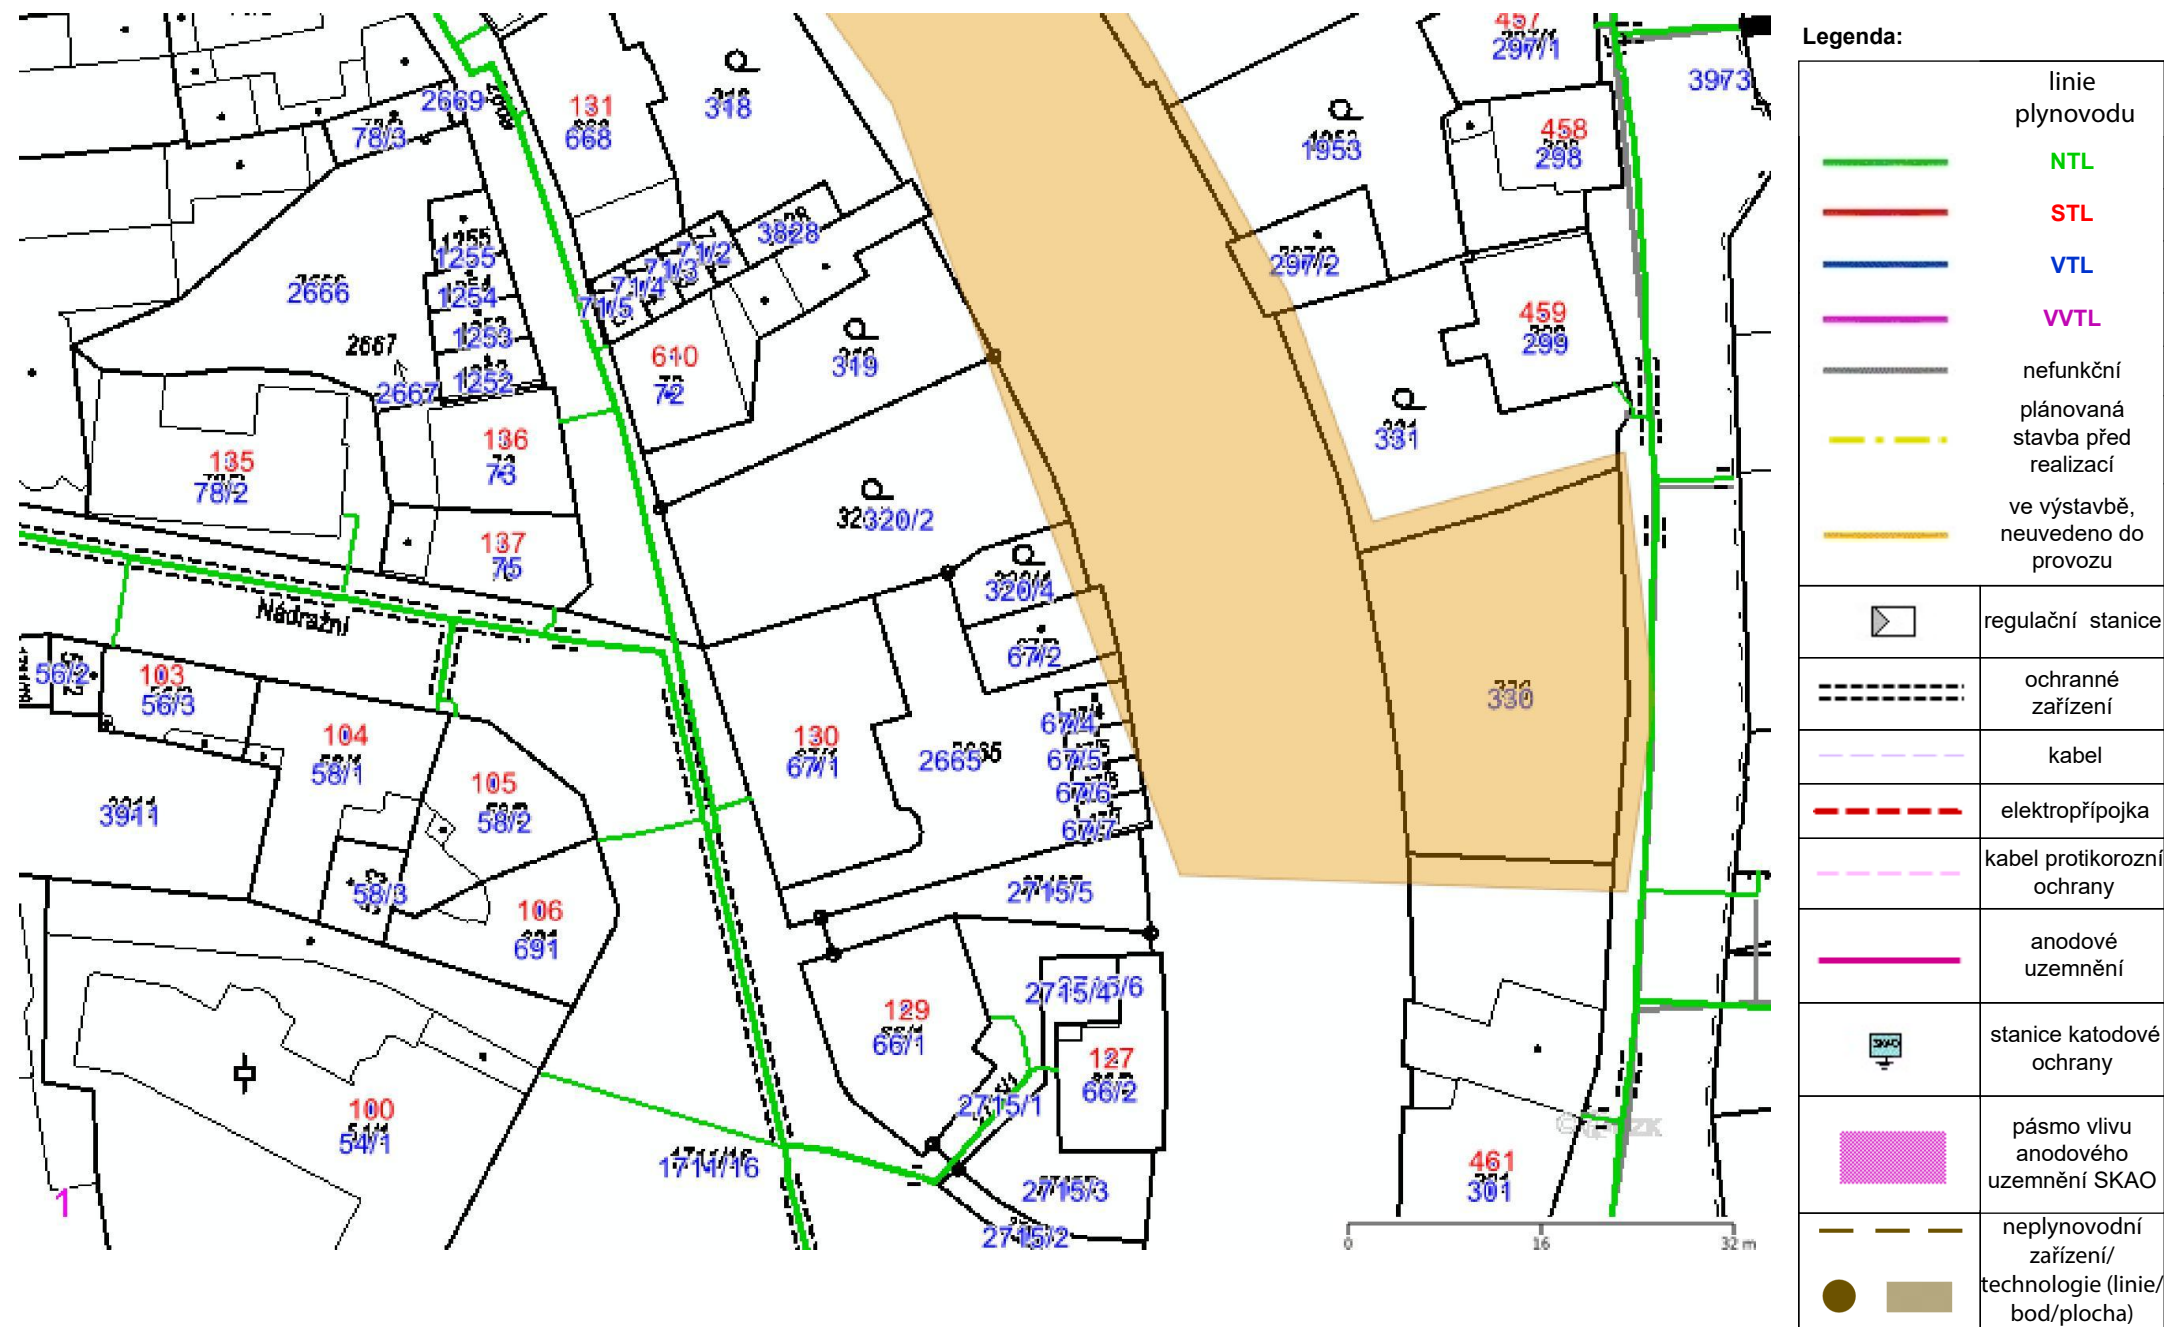 457
297/1
Legenda:
3973
linie
plynovodu
2669
131
668
318
78/3
458
298
1953
NTL
STL
1255
71/2
3828
71/3
297/2
VTL
2666
1254
71/4
71/5
459
VVTL
1253
299
2667
610
319
nefunkční
2667
1252
72
331
plánovaná
stavba před
realizací
136
73
135
78/2
320/2
ve výstavbě,
neuvedeno do
provozu
137
75
320/4
Nádražní
regulační stanice
67/2
56/2
103
56/3
330
ochranné
zařízení
67/4
104
58/1
130
67/1
2665
67/5
kabel
105
58/2
67/6
3911
67/7
elektropřípojka
58/3
2715/5
kabel protikorozní
ochrany
106
691
anodové
uzemnění
2715/4
129
66/1
stanice katodové
ochrany
127
66/2
2715/1
100
54/1
pásmo vlivu
anodového
uzemnění SKAO
1711/16
461
301
2715/3
1
2715/2
0 16 32 m
neplynovodní
zařízení/
technologie (linie/
bod/plocha)